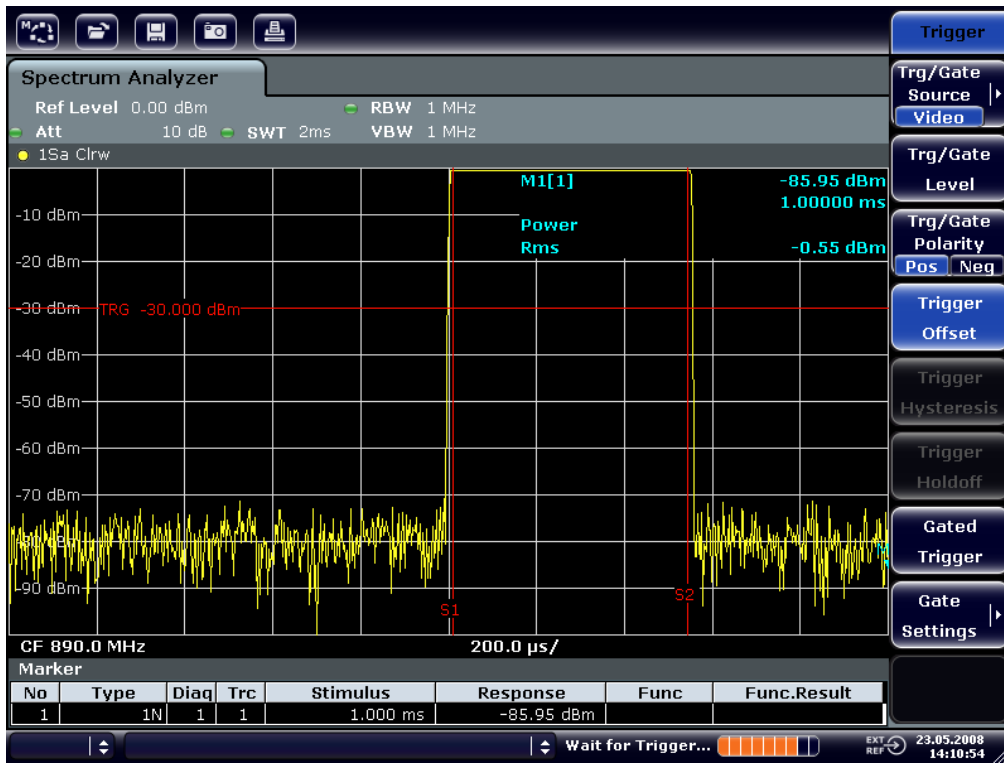 Trigger
Spectrum Analyzer
Ref Level 0.00 dBm RBW 1 MHz
Att 10 dB SWT 2ms VBW 1 MHz
1Sa Clrw
M1[1] -85.95 dBm
1.00000 ms
Power
Rms -0.55 dBm
-10 dBm
-20 dBm
-30 dBm
TRG -30.000 dBm
-40 dBm
-50 dBm
-60 dBm
-70 dBm
-90 dBm
S1
S2
CF 890.0 MHz 200.0 µs/
Marker
No Type Diag Trc Stimulus Response Func Func.Result
1 1N 1 1 1.000 ms -85.95 dBm
Trg/Gate
Source
Video
Trg/Gate
Level
Trg/Gate
Polarity
Pos Neg
Trigger
Offset
Trigger
Hysteresis
Trigger
Holdoff
Gated
Trigger
Gate
Settings
Wait for Trigger...
EXT
REF
23.05.2008
14:10:54